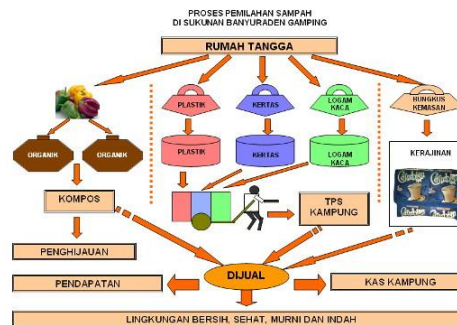 PROSES PEMILAHAN SAMPAH
DI SUKUNAN BANYURADEN GAMPING
RUMAH TANGGA
PLASTIK
KERTAS
LOGAM
KACA
BUNGKUS
KEMASAN
ORGANIK
ORGANIK
PLASTIK
KERTAS
LOGAM
KACA
KERAJINAN
KOMPOS
TPS
KAMPUNG
PENGHIJAUAN
PENDAPATAN
DIJUAL
KAS KAMPUNG
LINGKUNGAN BERSIH, SEHAT, MURNI DAN INDAH